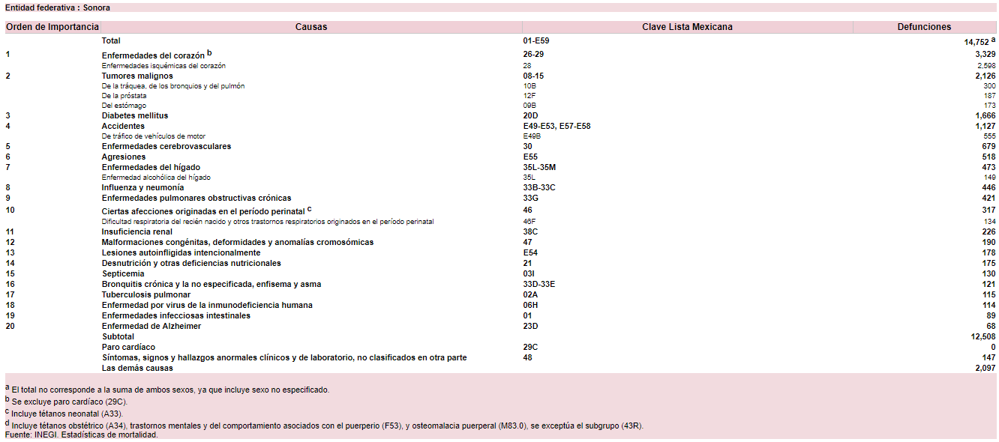 Entidad federativa : Sonora
Orden de Importancia Causas Clave Lista Mexicana Defunciones
Total 01-E59 14,752 a
1 Enfermedades del corazón b 26-29 3,329
Enfermedades isquémicas del corazón 28 2,598
2 Tumores malignos 08-15 2,126
De la tráquea, de los bronquios y del pulmón 10B 300
De la próstata 12F 187
Del estómago 09B 173
3 Diabetes mellitus 20D 1,666
4 Accidentes E49-E53, E57-E58 1,127
De tráfico de vehículos de motor E49B 555
5 Enfermedades cerebrovasculares 30 679
6 Agresiones E55 518
7 Enfermedades del hígado 35L-35M 473
Enfermedad alcohólica del hígado 35L 149
8 Influenza y neumonía 33B-33C 446
9 Enfermedades pulmonares obstructivas crónicas 33G 421
10 Ciertas afecciones originadas en el período perinatal c 46 317
Dificultad respiratoria del recién nacido y otros trastornos respiratorios originados en el período perinatal 46F 134
11 Insuficiencia renal 38C 226
12 Malformaciones congénitas, deformidades y anomalías cromosómicas 47 190
13 Lesiones autoinfligidas intencionalmente E54 178
14 Desnutrición y otras deficiencias nutricionales 21 175
15 Septicemia 03I 130
16 Bronquitis crónica y la no especificada, enfisema y asma 33D-33E 121
17 Tuberculosis pulmonar 02A 115
18 Enfermedad por virus de la inmunodeficiencia humana 06H 114
19 Enfermedades infecciosas intestinales 01 89
20 Enfermedad de Alzheimer 23D 68
Subtotal 12,508
Paro cardíaco 29C 0
Síntomas, signos y hallazgos anormales clínicos y de laboratorio, no clasificados en otra parte 48 147
Las demás causas 2,097
a El total no corresponde a la suma de ambos sexos, ya que incluye sexo no especificado.
b Se excluye paro cardíaco (29C).
c Incluye tétanos neonatal (A33).
d Incluye tétanos obstétrico (A34), trastornos mentales y del comportamiento asociados con el puerperio (F53), y osteomalacia puerperal (M83.0), se exceptúa el subgrupo (43R).
Fuente: INEGI. Estadísticas de mortalidad.